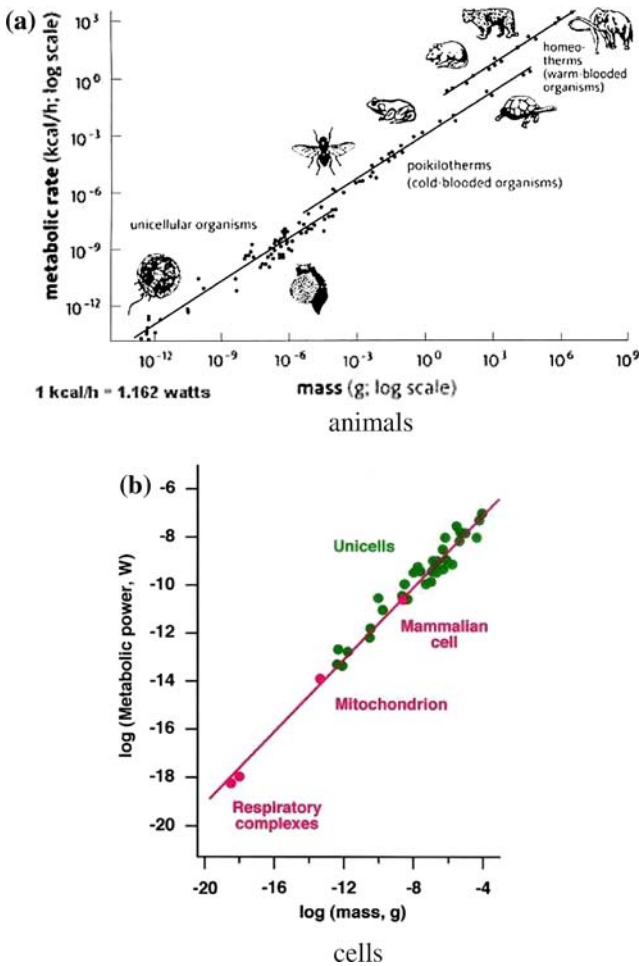 (a)
metabolic rate (kcal/h; log scale)
10³
10⁰
10⁻³
10⁻⁶
10⁻⁹
10⁻¹²
homeo-
therms
(warm-blooded
organisms)
poikilotherms
(cold-blooded organisms)
unicellular organisms
10⁻¹² 10⁻⁹ 10⁻⁶ 10⁻³ 10⁰ 10³ 10⁶ 10⁹
1 kcal/h = 1.162 watts
mass (g; log scale)
animals
(b)
log (Metabolic power, W)
-6
-8
-10
-12
-14
-16
-18
-20
Unicells
Mammalian
cell
Mitochondrion
Respiratory
complexes
-20 -16 -12 -8 -4
log (mass, g)
cells